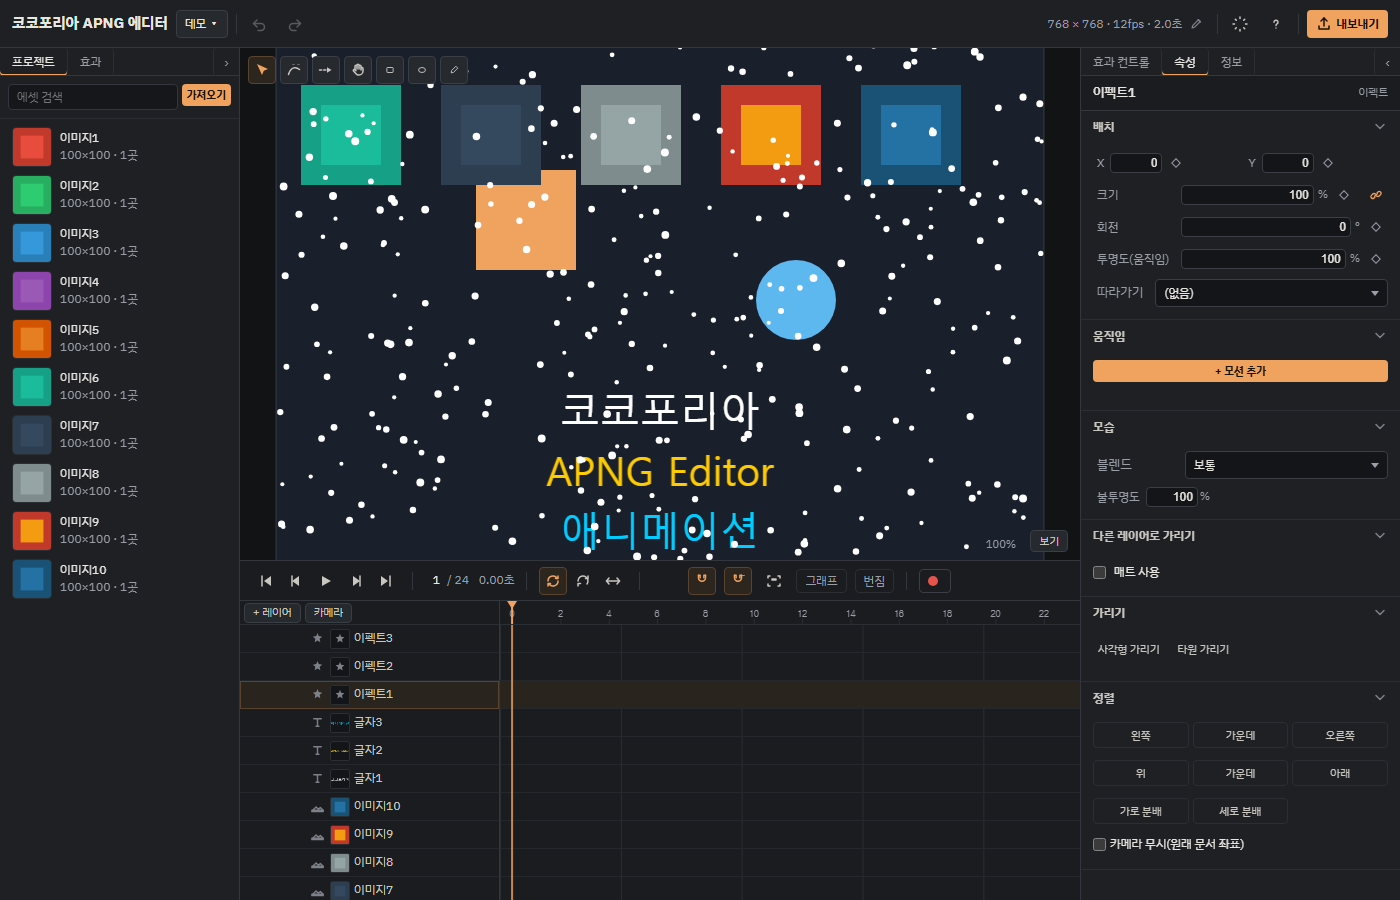 코코포리아 APNG 에디터
데모
768 × 768 · 12fps · 2.0초
?
내보내기
프로젝트
효과
에셋 검색
가져오기
이미지1
100×100 · 1곳
이미지2
100×100 · 1곳
이미지3
100×100 · 1곳
이미지4
100×100 · 1곳
이미지5
100×100 · 1곳
이미지6
100×100 · 1곳
이미지7
100×100 · 1곳
이미지8
100×100 · 1곳
이미지9
100×100 · 1곳
이미지10
100×100 · 1곳
코코포리아
APNG Editor
애니메이션
100%
보기
1 / 24 0.00초
그래프
번짐
+ 레이어
카메라
0 2 4 6 8 10 12 14 16 18 20 22
이펙트3
이펙트2
이펙트1
T 글자3
T 글자2
T 글자1
이미지10
이미지9
이미지8
이미지7
효과 컨트롤
속성
정보
이펙트1
이펙트
배치
X 0
Y 0
크기 100 %
회전 0 °
투명도(움직임) 100 %
따라가기 (없음)
움직임
+ 모션 추가
모습
블렌드 보통
불투명도 100 %
다른 레이어로 가리기
매트 사용
가리기
사각형 가리기
타원 가리기
정렬
왼쪽 가운데 오른쪽
위 가운데 아래
가로 분배 세로 분배
카메라 무시(원래 문서 좌표)